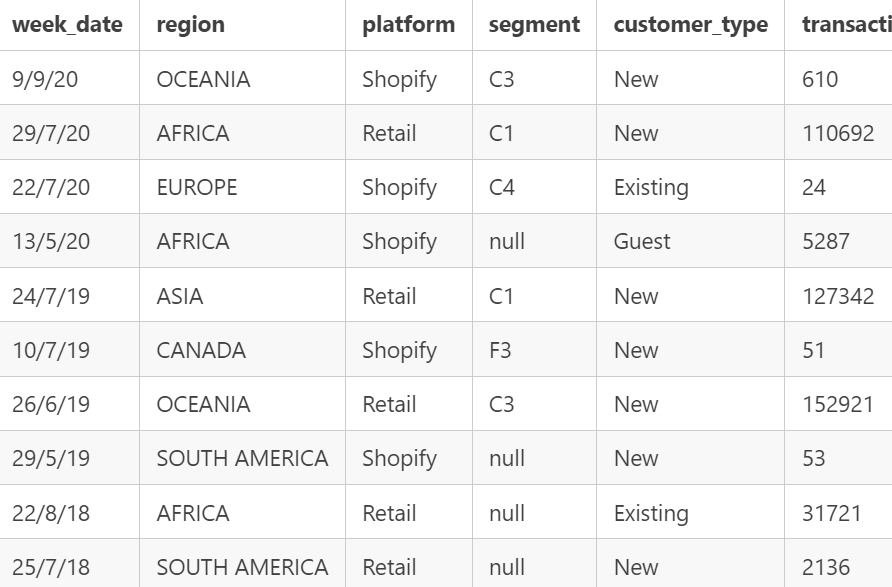 week_date region platform segment customer_type transacti
9/9/20 OCEANIA Shopify C3 New 610
29/7/20 AFRICA Retail C1 New 110692
22/7/20 EUROPE Shopify C4 Existing 24
13/5/20 AFRICA Shopify null Guest 5287
24/7/19 ASIA Retail C1 New 127342
10/7/19 CANADA Shopify F3 New 51
26/6/19 OCEANIA Retail C3 New 152921
29/5/19 SOUTH AMERICA Shopify null New 53
22/8/18 AFRICA Retail null Existing 31721
25/7/18 SOUTH AMERICA Retail null New 2136